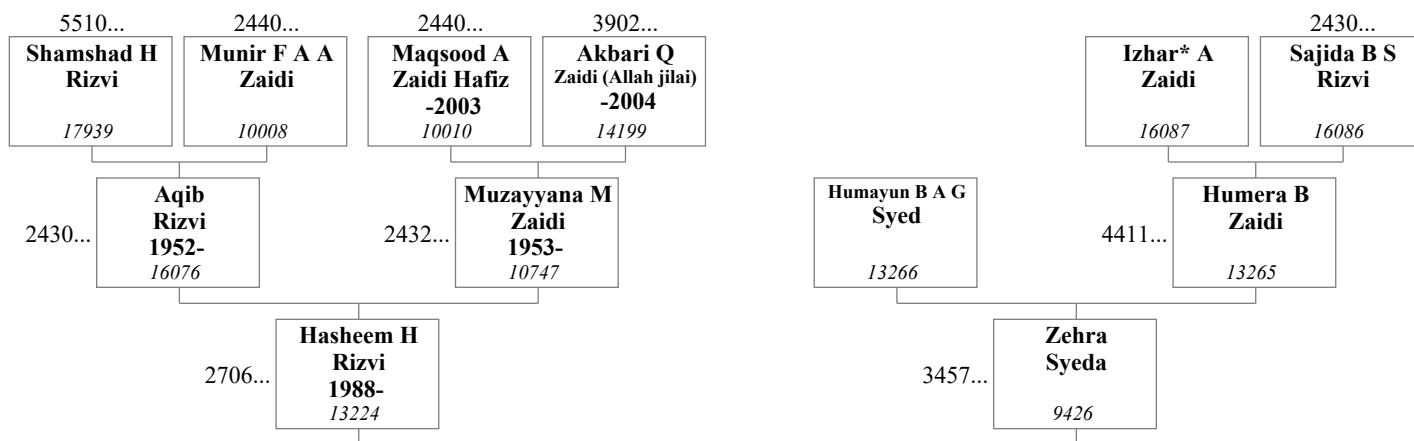 5510...
2440...
2440...
3902...
2430...
Shamshad H
Rizvi
17939
Munir F A A
Zaidi
10008
Maqsood A
Zaidi Hafiz
-2003
10010
Akbari Q
Zaidi (Allah jilai)
-2004
14199
Izhar* A
Zaidi
16087
Sajida B S
Rizvi
16086
2430...
Aqib
Rizvi
1952-
16076
2432...
Muzayyana M
Zaidi
1953-
10747
Humayun B A G
Syed
13266
4411...
Humera B
Zaidi
13265
2706...
Hasheem H
Rizvi
1988-
13224
3457...
Zehra
Syeda
9426